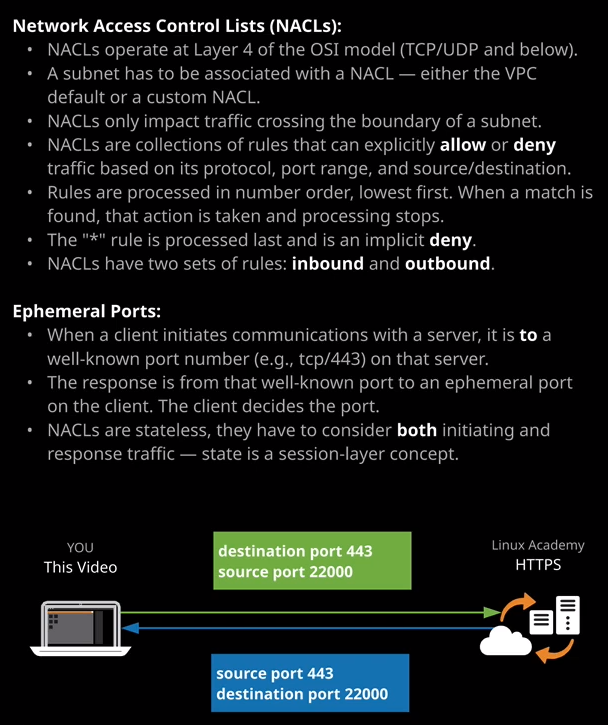 Network Access Control Lists (NACLs):
• NACLs operate at Layer 4 of the OSI model (TCP/UDP and below).
• A subnet has to be associated with a NACL — either the VPC
default or a custom NACL.
• NACLs only impact traffic crossing the boundary of a subnet.
• NACLs are collections of rules that can explicitly allow or deny
traffic based on its protocol, port range, and source/destination.
• Rules are processed in number order, lowest first. When a match is
found, that action is taken and processing stops.
• The "*" rule is processed last and is an implicit deny.
• NACLs have two sets of rules: inbound and outbound.
Ephemeral Ports:
• When a client initiates communications with a server, it is to a
well-known port number (e.g., tcp/443) on that server.
• The response is from that well-known port to an ephemeral port
on the client. The client decides the port.
• NACLs are stateless, they have to consider both initiating and
response traffic — state is a session-layer concept.
YOU
This Video
destination port 443
source port 22000
Linux Academy
HTTPS
source port 443
destination port 22000